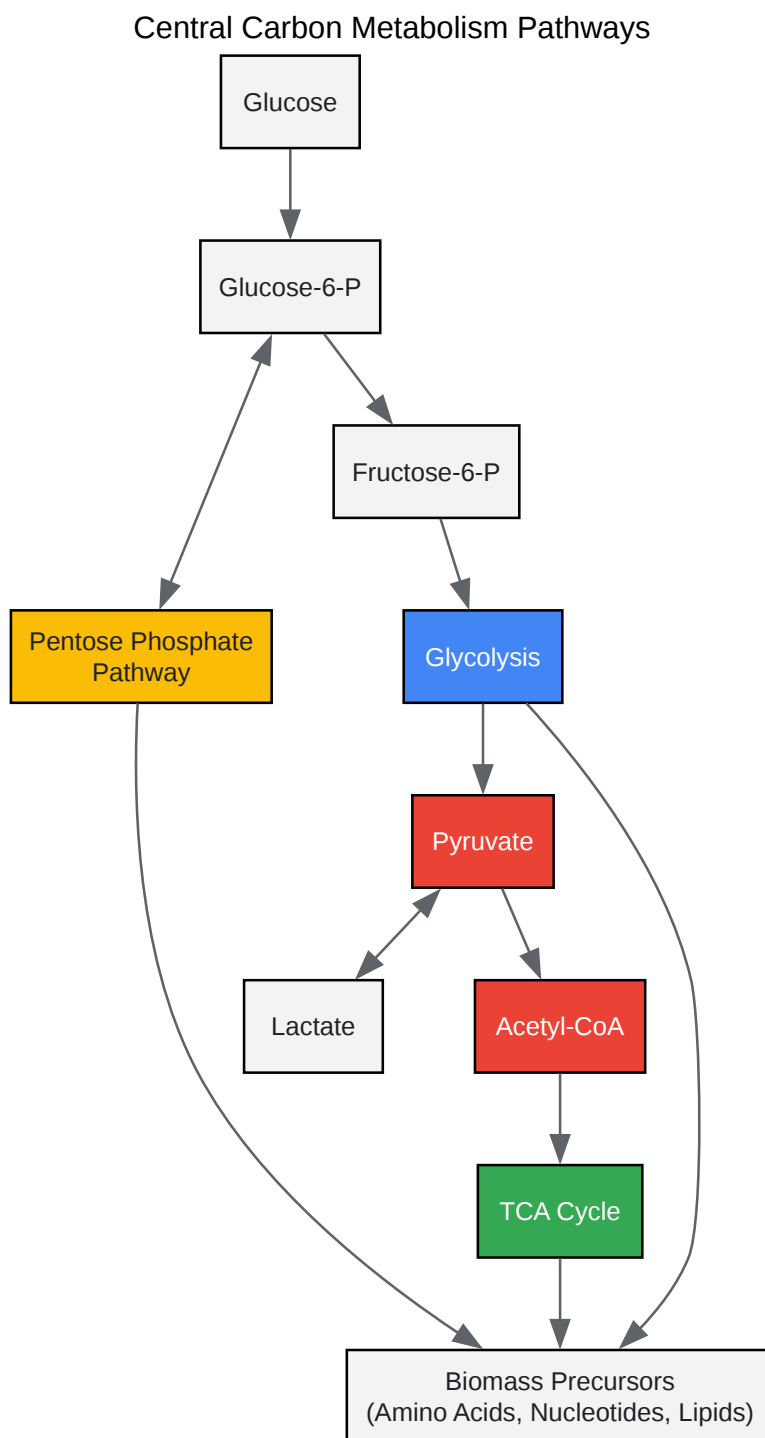 Central Carbon Metabolism Pathways
Glucose
Glucose-6-P
Fructose-6-P
Pentose Phosphate
Pathway
Glycolysis
Pyruvate
Lactate
Acetyl-CoA
TCA Cycle
Biomass Precursors
(Amino Acids, Nucleotides, Lipids)